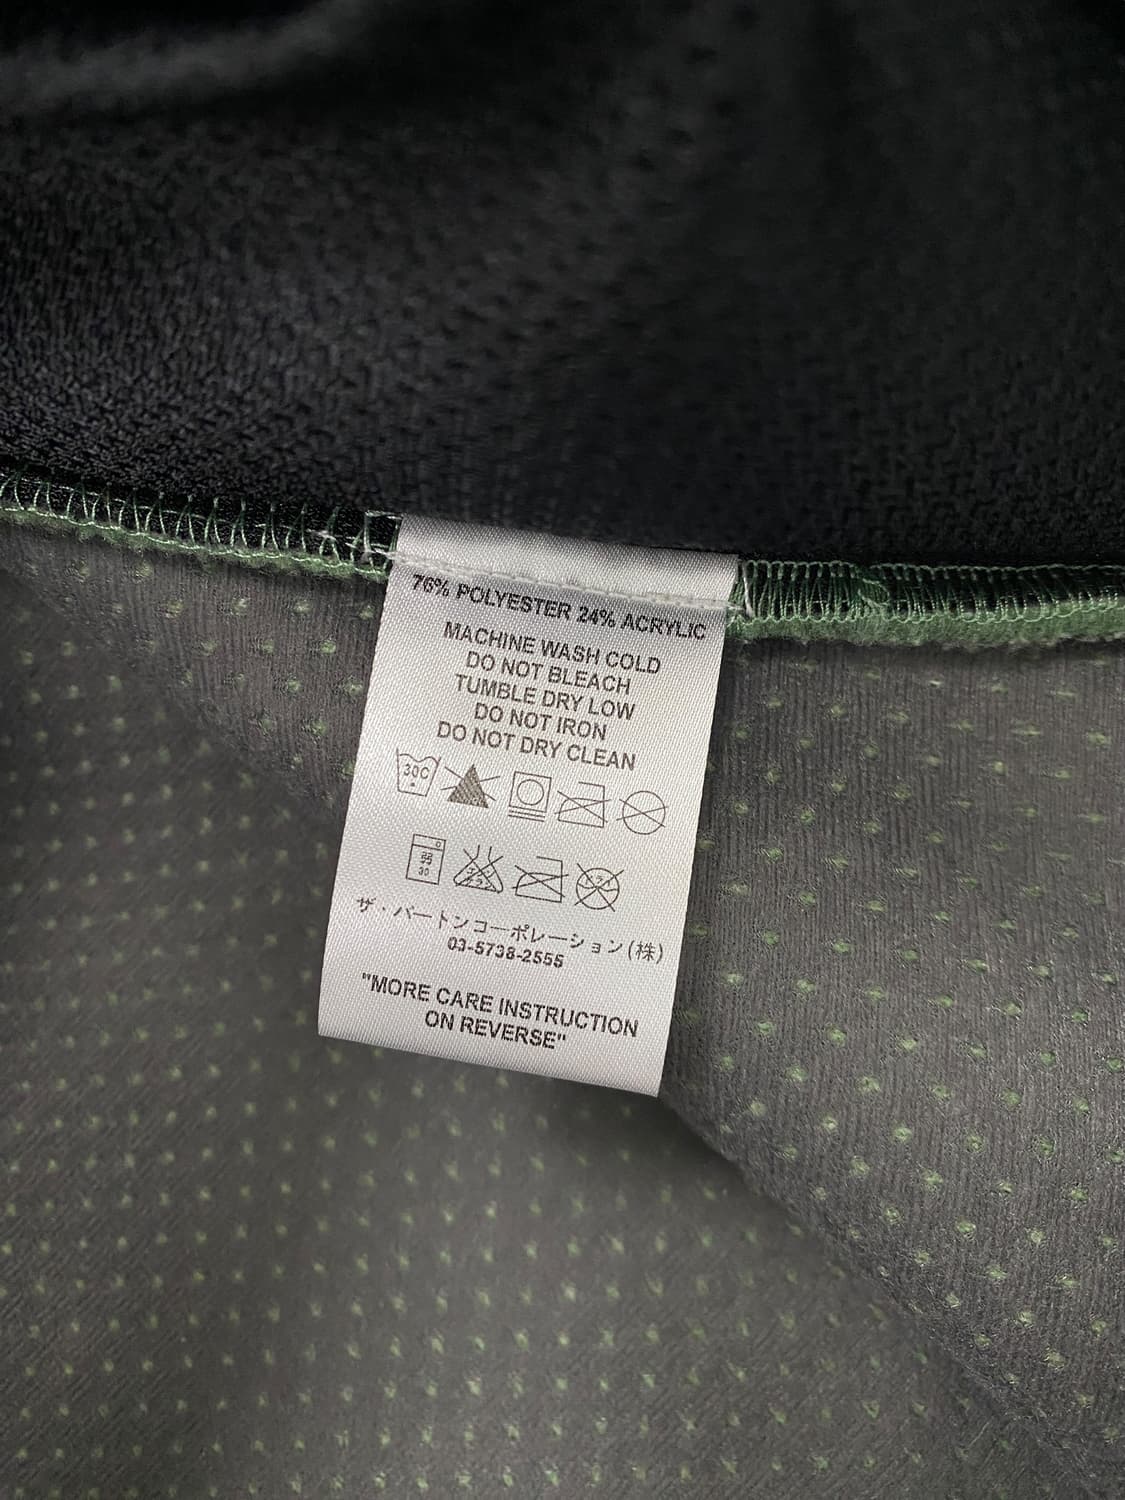 76% POLYESTER 24% ACRYLIC
MACHINE WASH COLD
DO NOT BLEACH
TUMBLE DRY LOW
DO NOT IRON
DO NOT DRY CLEAN
30C
弱
30
ザ・バートンコーポレーション(株)
03-5738-2555
"MORE CARE INSTRUCTION
ON REVERSE"